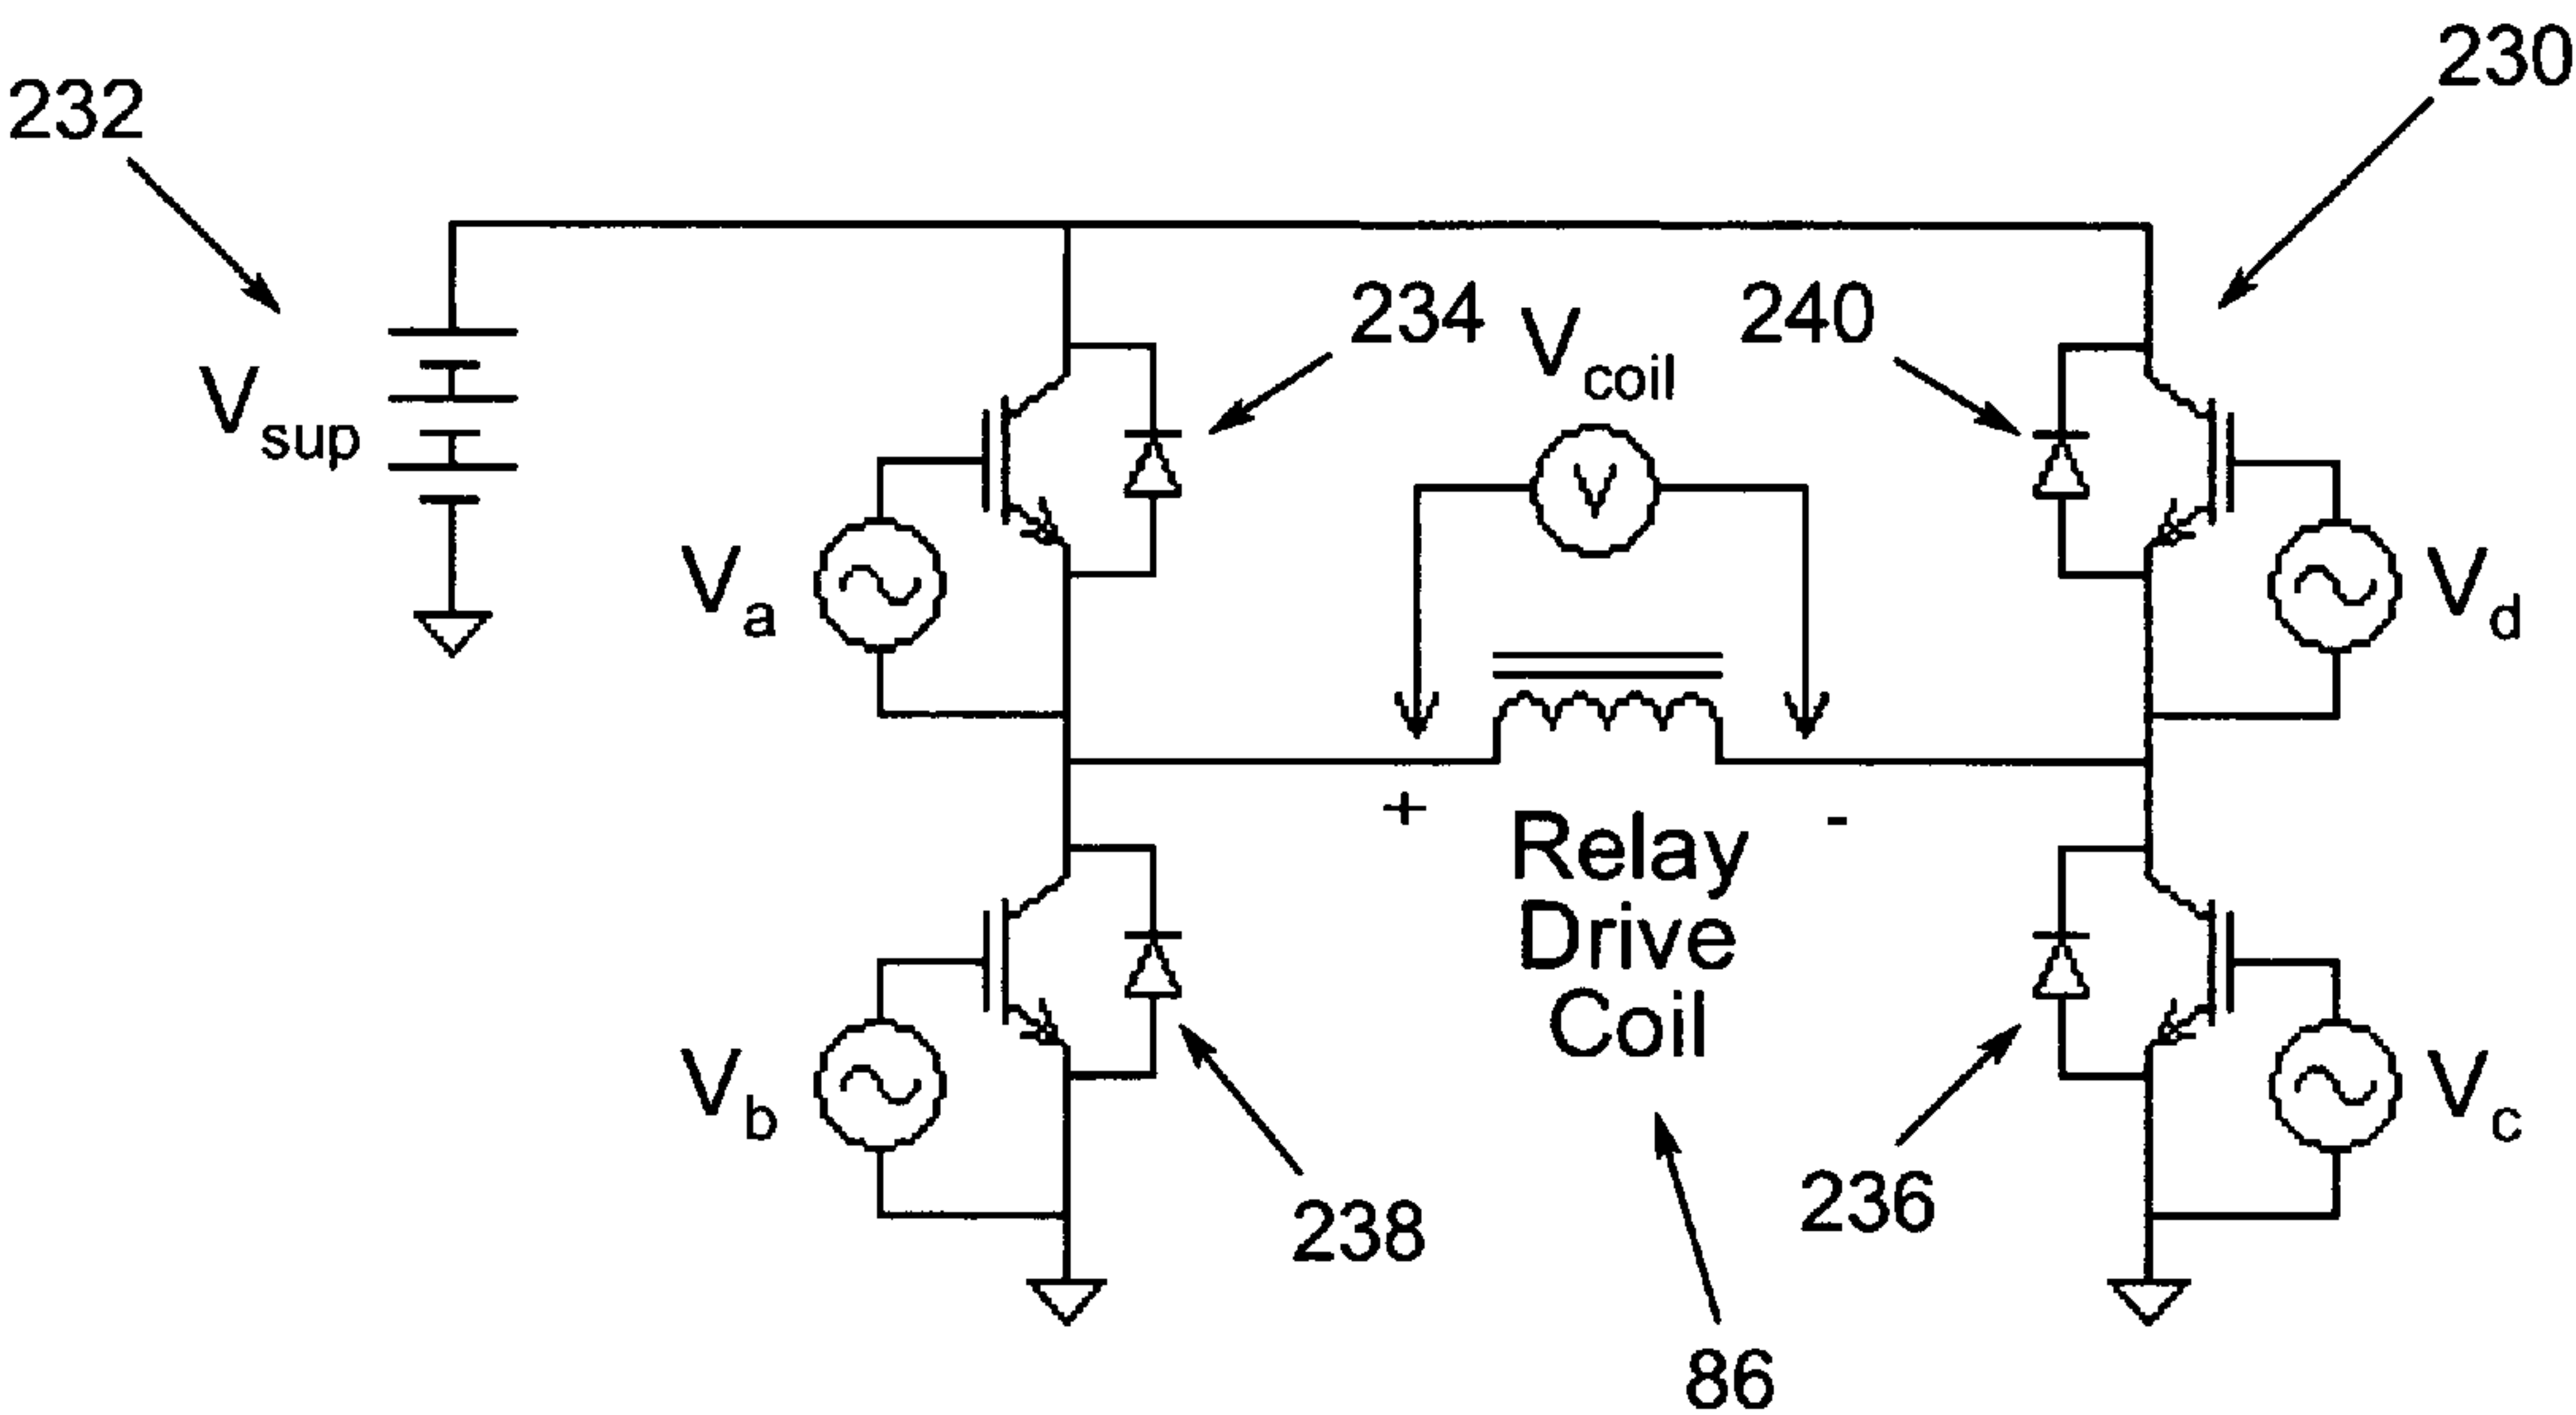 230
232
234
V coil
240
V sup
V
V a
V d
+
-
Relay
Drive
Coil
V b
V c
236
238
86